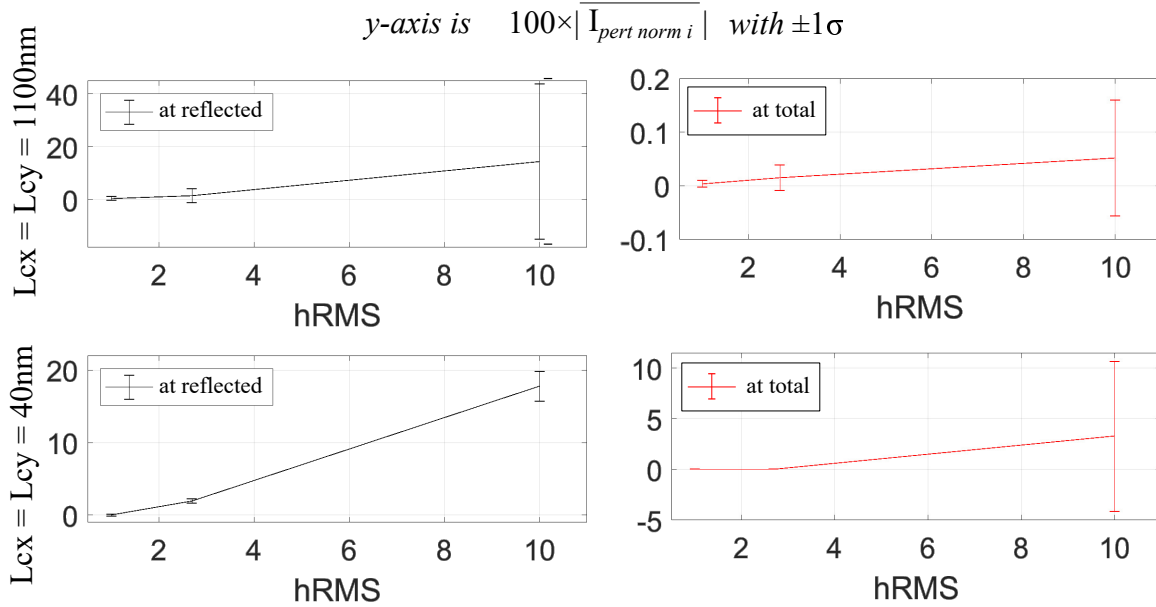 y-axis is 100×| I̅pert norm i | with ±1σ
Lcx = Lcy = 1100nm
40
20
0
at reflected
2 4 6 8 10
hRMS
0.2
0.1
0
-0.1
at total
2 4 6 8 10
hRMS
Lcx = Lcy = 40nm
20
10
0
at reflected
2 4 6 8 10
hRMS
10
5
0
-5
at total
2 4 6 8 10
hRMS